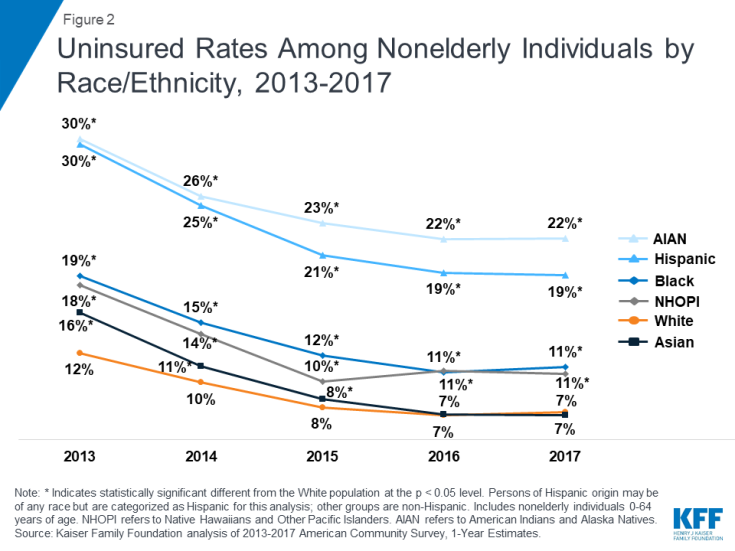 Figure 2
Uninsured Rates Among Nonelderly Individuals by
Race/Ethnicity, 2013-2017
30%*
30%*
26%*
25%*
23%*
21%*
22%*
19%*
22%*
19%*
AIAN
Hispanic
Black
NHOPI
White
Asian
19%*
18%*
16%*
12%
15%*
14%*
11%*
10%
12%*
10%*
8%*
8%
11%*
11%*
7%
7%
11%*
11%*
7%
7%
2013 2014 2015 2016 2017
Note: * Indicates statistically significant different from the White population at the p < 0.05 level. Persons of Hispanic origin may be
of any race but are categorized as Hispanic for this analysis; other groups are non-Hispanic. Includes nonelderly individuals 0-64
years of age. NHOPI refers to Native Hawaiians and Other Pacific Islanders. AIAN refers to American Indians and Alaska Natives.
Source: Kaiser Family Foundation analysis of 2013-2017 American Community Survey, 1-Year Estimates.
KFF
HENRY J KAISER
FAMILY FOUNDATION